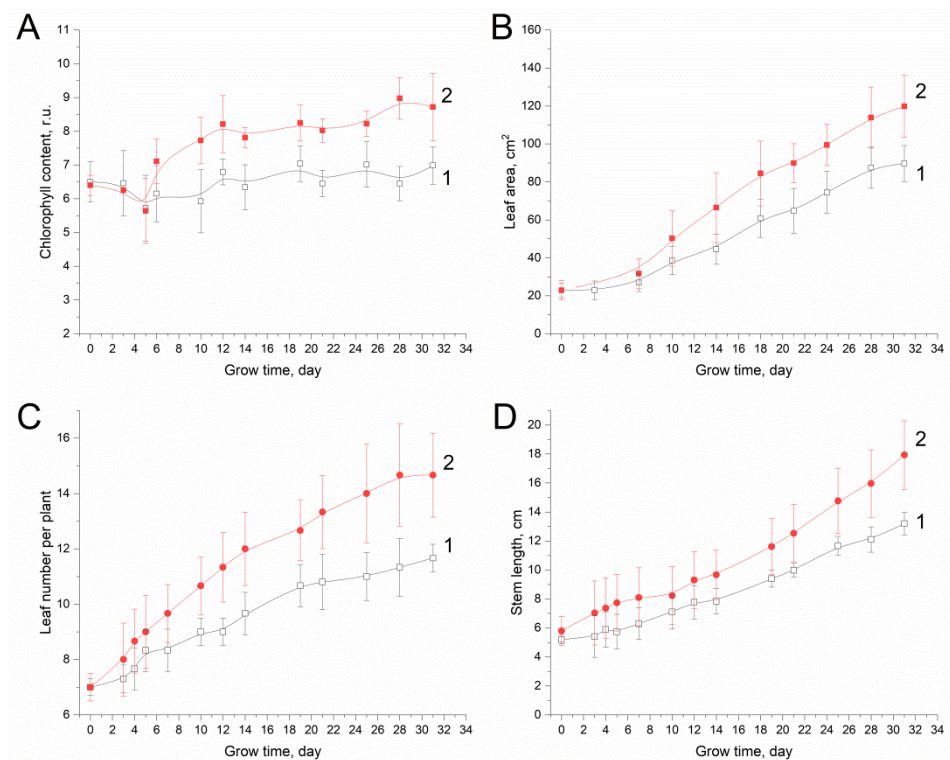 A
Chlorophyll content, r.u.
11
10
9
8
7
6
5
4
3
2
2
1
0 2 4 6 8 10 12 14 16 18 20 22 24 26 28 30 32 34
Grow time, day
B
Leaf area, cm²
160
140
120
100
80
60
40
20
0
2
1
0 2 4 6 8 10 12 14 16 18 20 22 24 26 28 30 32 34
Grow time, day
C
Leaf number per plant
16
14
12
10
8
6
2
1
0 2 4 6 8 10 12 14 16 18 20 22 24 26 28 30 32 34
Grow time, day
D
Stem length, cm
20
18
16
14
12
10
8
6
4
2
0
2
1
0 2 4 6 8 10 12 14 16 18 20 22 24 26 28 30 32 34
Grow time, day